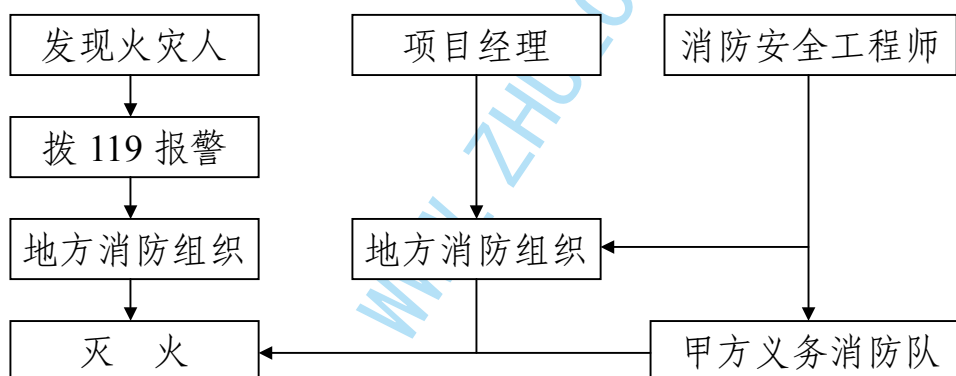 发现火灾人
项目经理
消防安全工程师
拨 119 报警
地方消防组织
地方消防组织
灭 火
甲方义务消防队